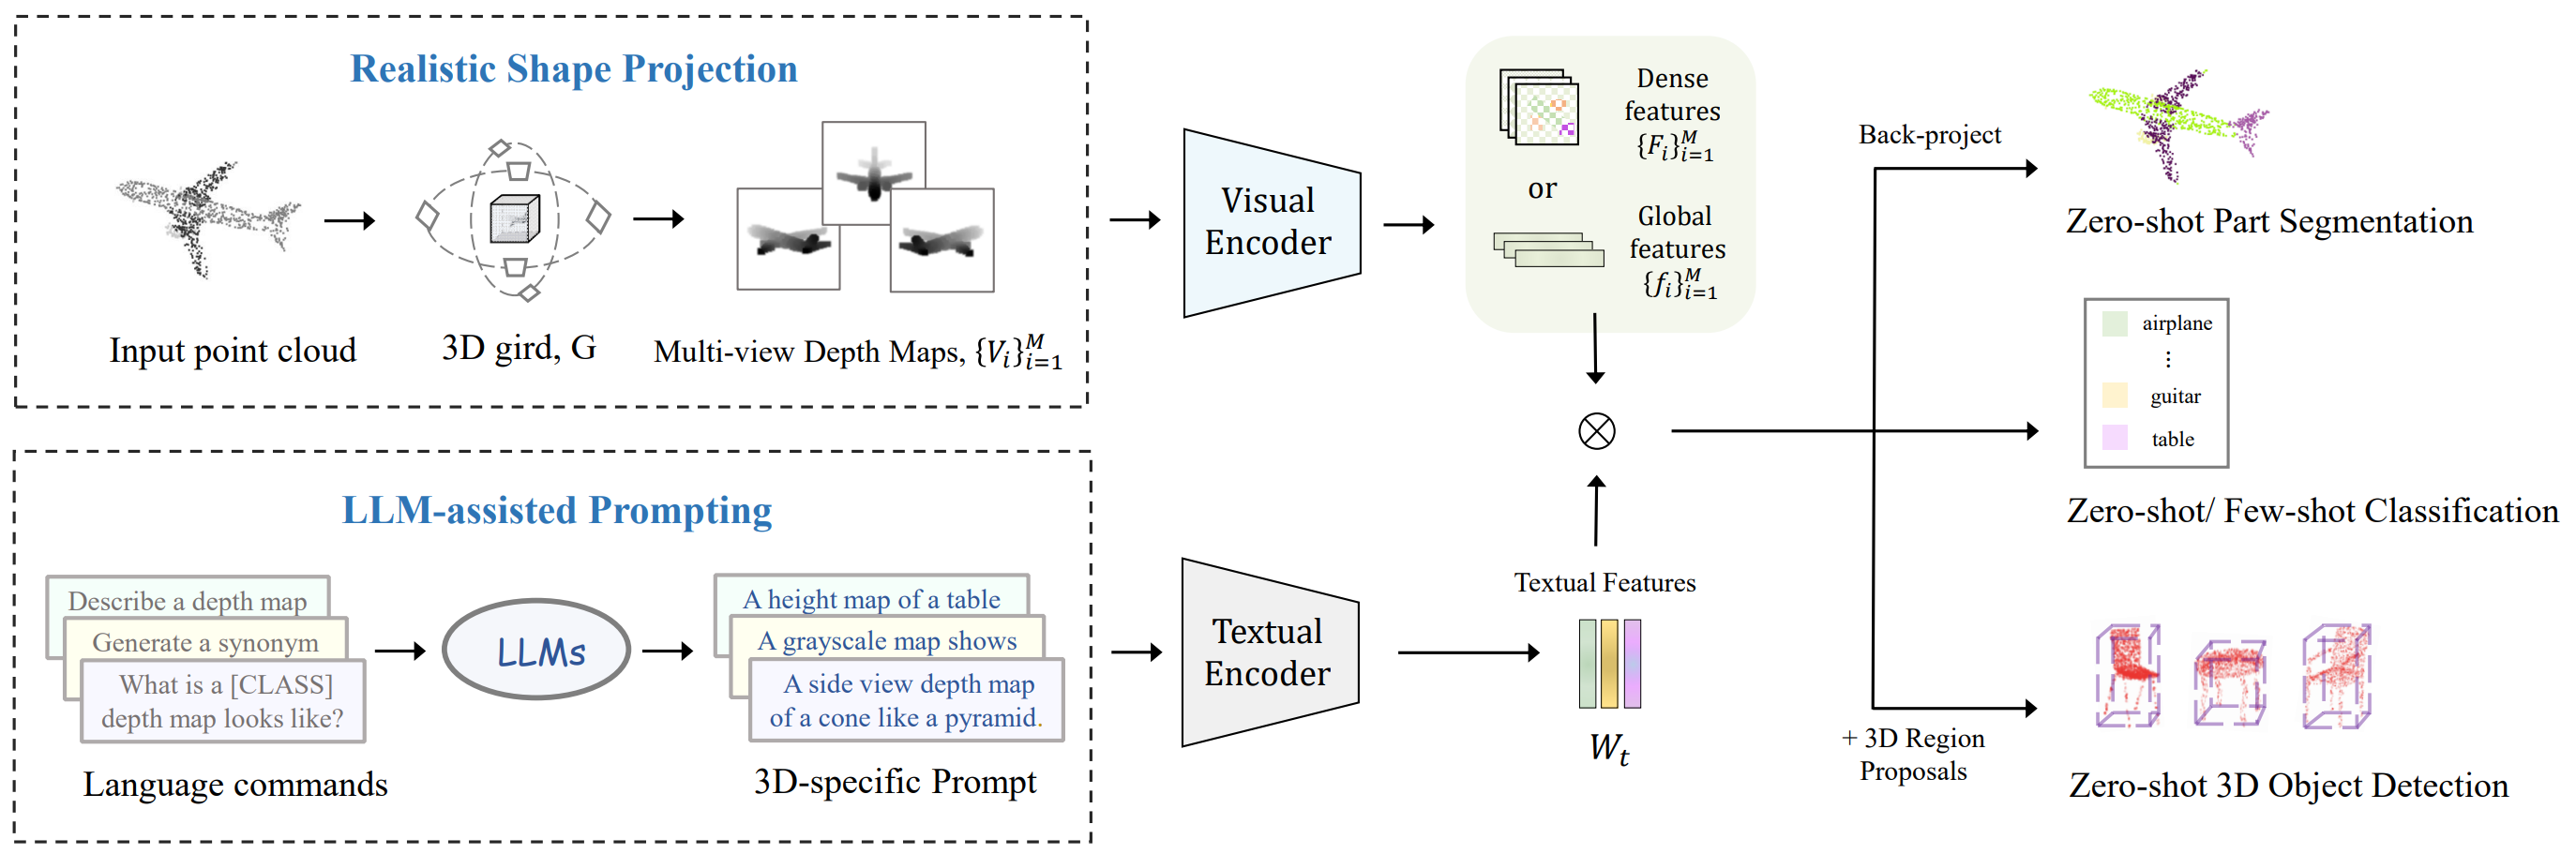 Realistic Shape Projection
Input point cloud
3D gird, G
Multi-view Depth Maps, {V_i}_{i=1}^M
LLM-assisted Prompting
Describe a depth map
Generate a synonym
What is a [CLASS]
depth map looks like?
Language commands
LLMs
A height map of a table
A grayscale map shows
A side view depth map
of a cone like a pyramid.
3D-specific Prompt
Visual
Encoder
Textual
Encoder
Dense
features
{F_i}_{i=1}^M
or
Global
features
{f_i}_{i=1}^M
⊗
Textual Features
W_t
Back-project
Zero-shot Part Segmentation
airplane
⋮
guitar
table
Zero-shot/ Few-shot Classification
+ 3D Region
Proposals
Zero-shot 3D Object Detection